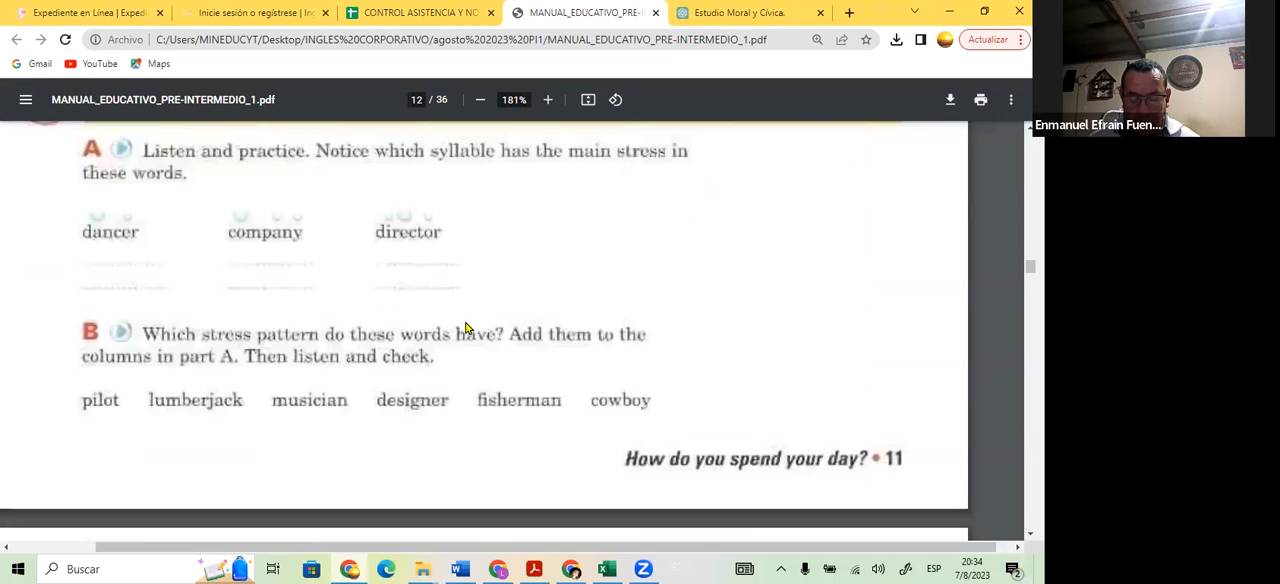 Expediente en Línea | Expedi
Inicie sesión o regístrese | Ing
CONTROL ASISTENCIA Y NO
MANUAL_EDUCATIVO_PRE-I
Estudio Moral y Cívica.
Archivo C:/Users/MINEDUCYT/Desktop/INGLES%20CORPORATIVO/agosto%202023%20PI1/MANUAL_EDUCATIVO_PRE-INTERMEDIO_1.pdf
Actualizar
Gmail YouTube Maps
MANUAL_EDUCATIVO_PRE-INTERMEDIO_1.pdf
12 / 36
181%
Enmanuel Efrain Fuen...
A Listen and practice. Notice which syllable has the main stress in
these words.
dancer company director
B Which stress pattern do these words have? Add them to the
columns in part A. Then listen and check.
pilot lumberjack musician designer fisherman cowboy
How do you spend your day? • 11
Buscar
ESP
20:34
7/8/2023
2